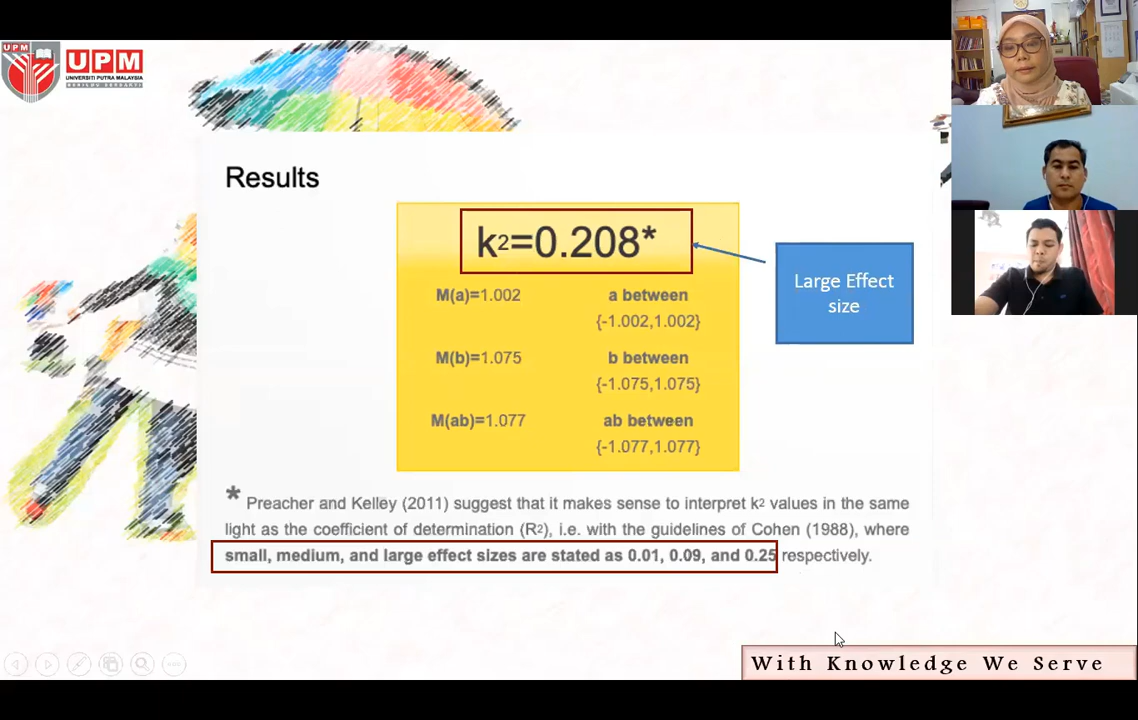 UPM
UPM
UNIVERSITI PUTRA MALAYSIA
BERILMU BERBAKTI
Results
k2=0.208*
Large Effect
size
M(a)=1.002
a between
{-1.002,1.002}
M(b)=1.075
b between
{-1.075,1.075}
M(ab)=1.077
ab between
{-1.077,1.077}
* Preacher and Kelley (2011) suggest that it makes sense to interpret k2 values in the same
light as the coefficient of determination (R2), i.e. with the guidelines of Cohen (1988), where
small, medium, and large effect sizes are stated as 0.01, 0.09, and 0.25 respectively.
With Knowledge We Serve